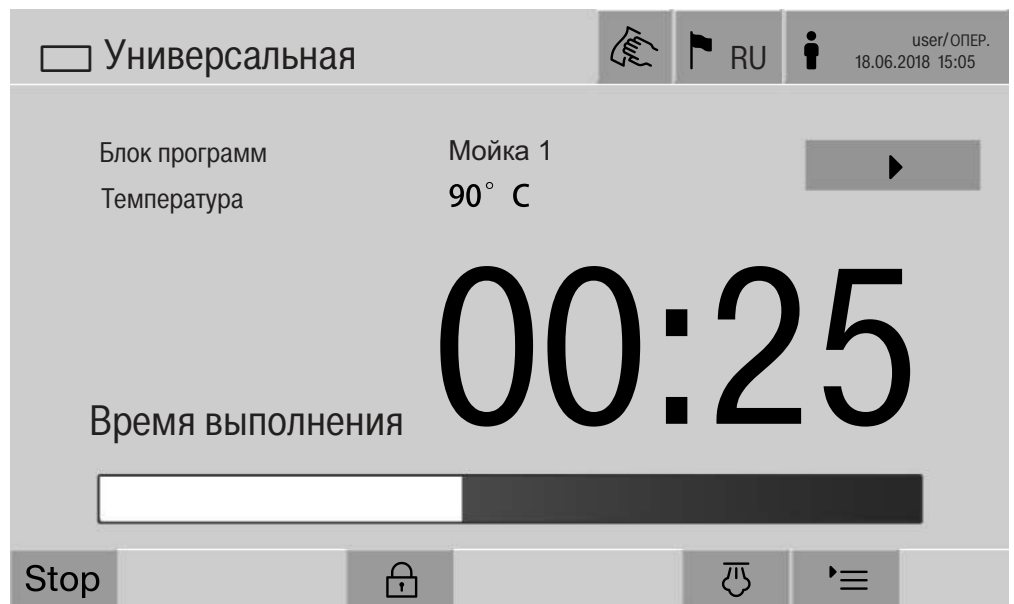 Универсальная
RU
user/ОПЕР.
18.06.2018 15:05
Блок программ Мойка 1
Температура 90° C
00:25
Время выполнения
Stop